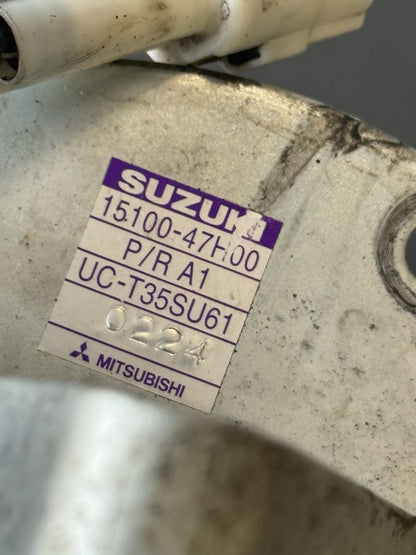 SUZUKI
15100-47H00
P/R A1
UC-T35SU61
0224
MITSUBISHI